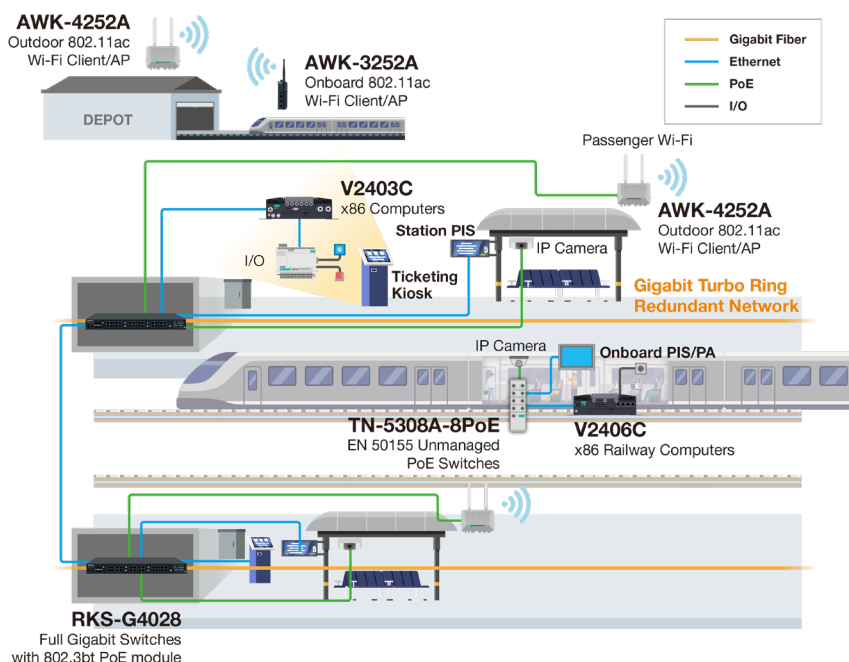 AWK-4252A
Outdoor 802.11ac
Wi-Fi Client/AP
AWK-3252A
Onboard 802.11ac
Wi-Fi Client/AP
DEPOT
Gigabit Fiber
Ethernet
PoE
I/O
Passenger Wi-Fi
V2403C
x86 Computers
AWK-4252A
Outdoor 802.11ac
Wi-Fi Client/AP
Station PIS
IP Camera
I/O
Ticketing
Kiosk
Gigabit Turbo Ring
Redundant Network
IP Camera
Onboard PIS/PA
TN-5308A-8PoE
EN 50155 Unmanaged
PoE Switches
V2406C
x86 Railway Computers
RKS-G4028
Full Gigabit Switches
with 802.3bt PoE module